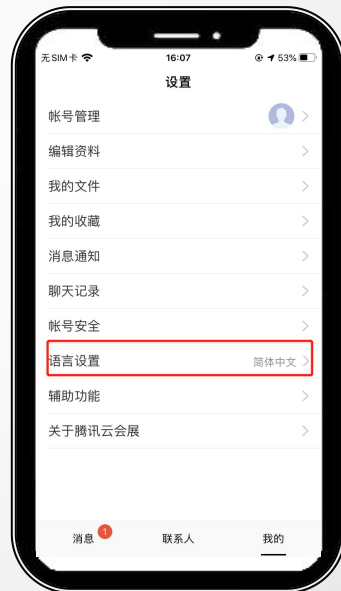 无SIM卡 16:07 53%
设置
帐号管理
编辑资料
我的文件
我的收藏
消息通知
聊天记录
帐号安全
语言设置 简体中文
辅助功能
关于腾讯云会展
消息 1 联系人 我的